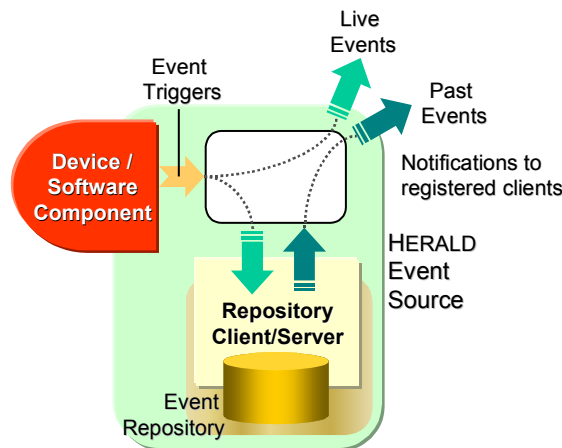 Live
Events
Event
Triggers
Past
Events
Device /
Software
Component
Notifications to
registered clients
HERALD
Event
Source
Repository
Client/Server
Event
Repository